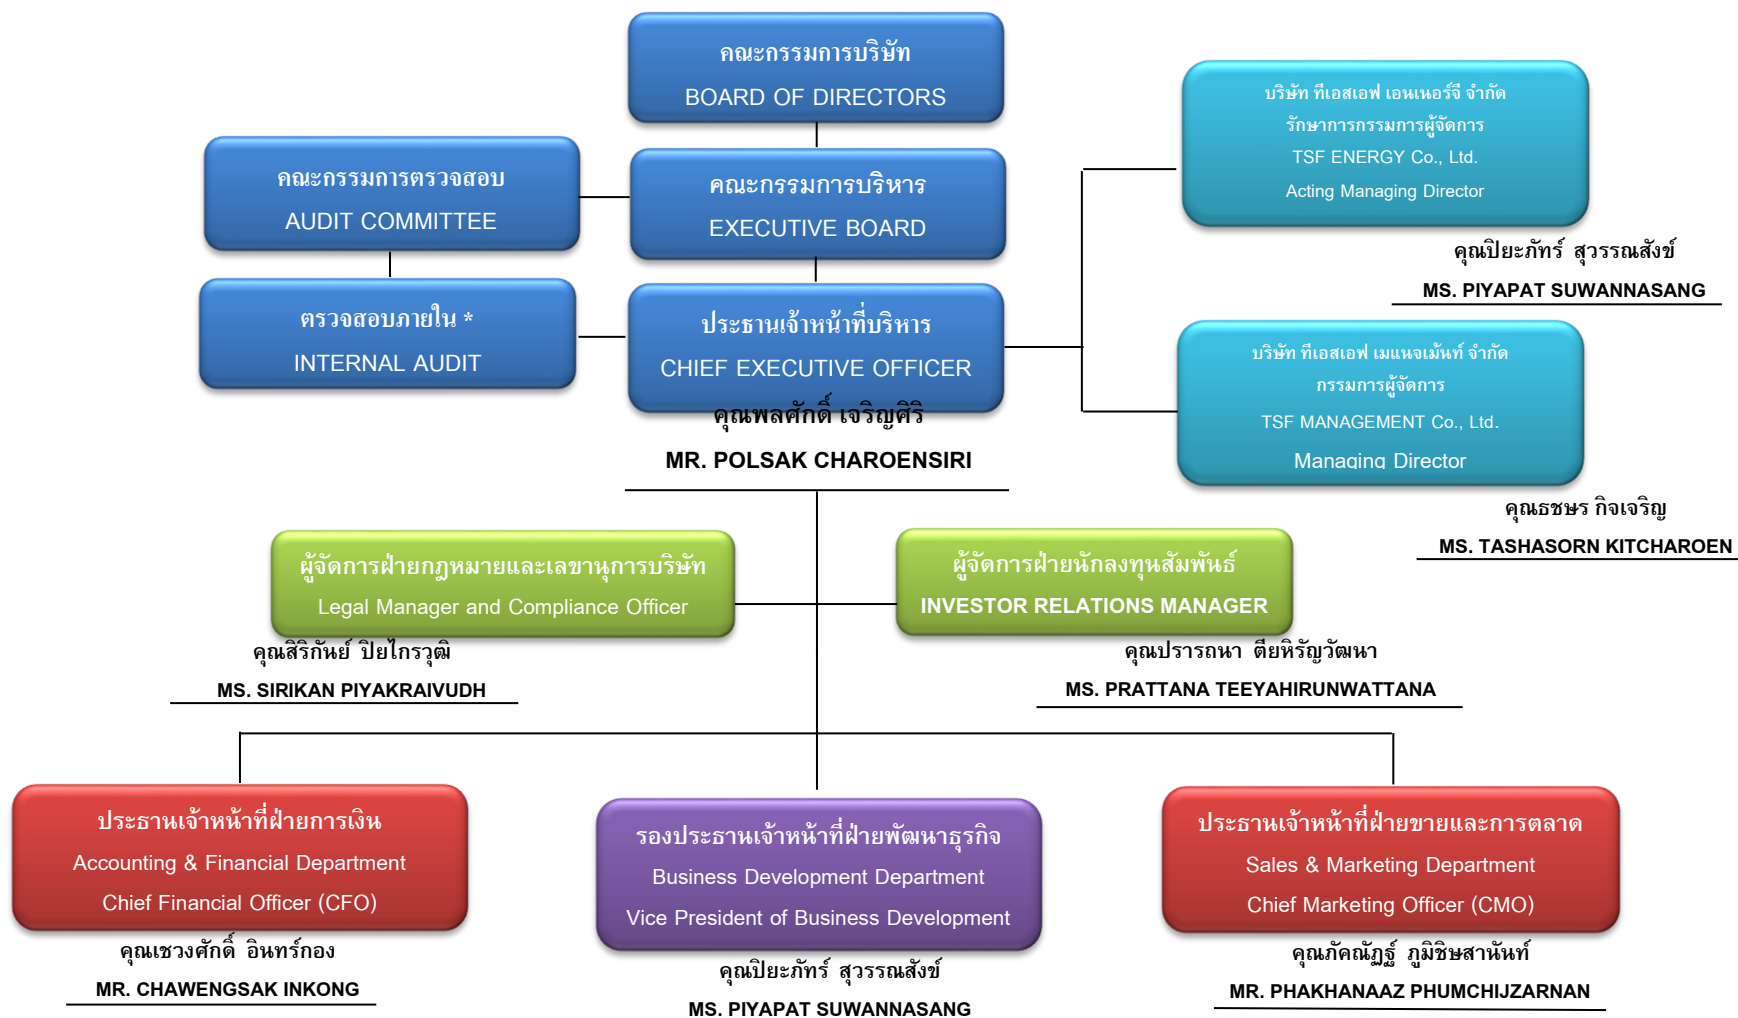 คณะกรรมการบริษัท
BOARD OF DIRECTORS
บริษัท ทีเอสเอฟ เอนเนอร์จี จำกัด
รักษาการกรรมการผู้จัดการ
TSF ENERGY Co., Ltd.
Acting Managing Director
คุณปิยะภัทร์ สุวรรณสังข์
MS. PIYAPAT SUWANNASANG
คณะกรรมการตรวจสอบ
AUDIT COMMITTEE
คณะกรรมการบริหาร
EXECUTIVE BOARD
ตรวจสอบภายใน *
INTERNAL AUDIT
ประธานเจ้าหน้าที่บริหาร
CHIEF EXECUTIVE OFFICER
คุณพลศักดิ์ เจริญศิริ
MR. POLSAK CHAROENSIRI
บริษัท ทีเอสเอฟ เมแนจเม้นท์ จำกัด
กรรมการผู้จัดการ
TSF MANAGEMENT Co., Ltd.
Managing Director
คุณธชษร กิจเจริญ
MS. TASHASORN KITCHAROEN
ผู้จัดการฝ่ายกฎหมายและเลขานุการบริษัท
Legal Manager and Compliance Officer
คุณสิริกันย์ ปิยไกรวุฒิ
MS. SIRIKAN PIYAKRAIVUDH
ผู้จัดการฝ่ายนักลงทุนสัมพันธ์
INVESTOR RELATIONS MANAGER
คุณปรารถนา ตียหิรัญวัฒนา
MS. PRATTANA TEEYAHIRUNWATTANA
ประธานเจ้าหน้าที่ฝ่ายการเงิน
Accounting & Financial Department
Chief Financial Officer (CFO)
คุณเชวงศักดิ์ อินทร์กอง
MR. CHAWENGSAK INKONG
รองประธานเจ้าหน้าที่ฝ่ายพัฒนาธุรกิจ
Business Development Department
Vice President of Business Development
คุณปิยะภัทร์ สุวรรณสังข์
MS. PIYAPAT SUWANNASANG
ประธานเจ้าหน้าที่ฝ่ายขายและการตลาด
Sales & Marketing Department
Chief Marketing Officer (CMO)
คุณภัคณัฏฐ์ ภูมิชิษสานันท์
MR. PHAKHANAAZ PHUMCHIJZARNAN